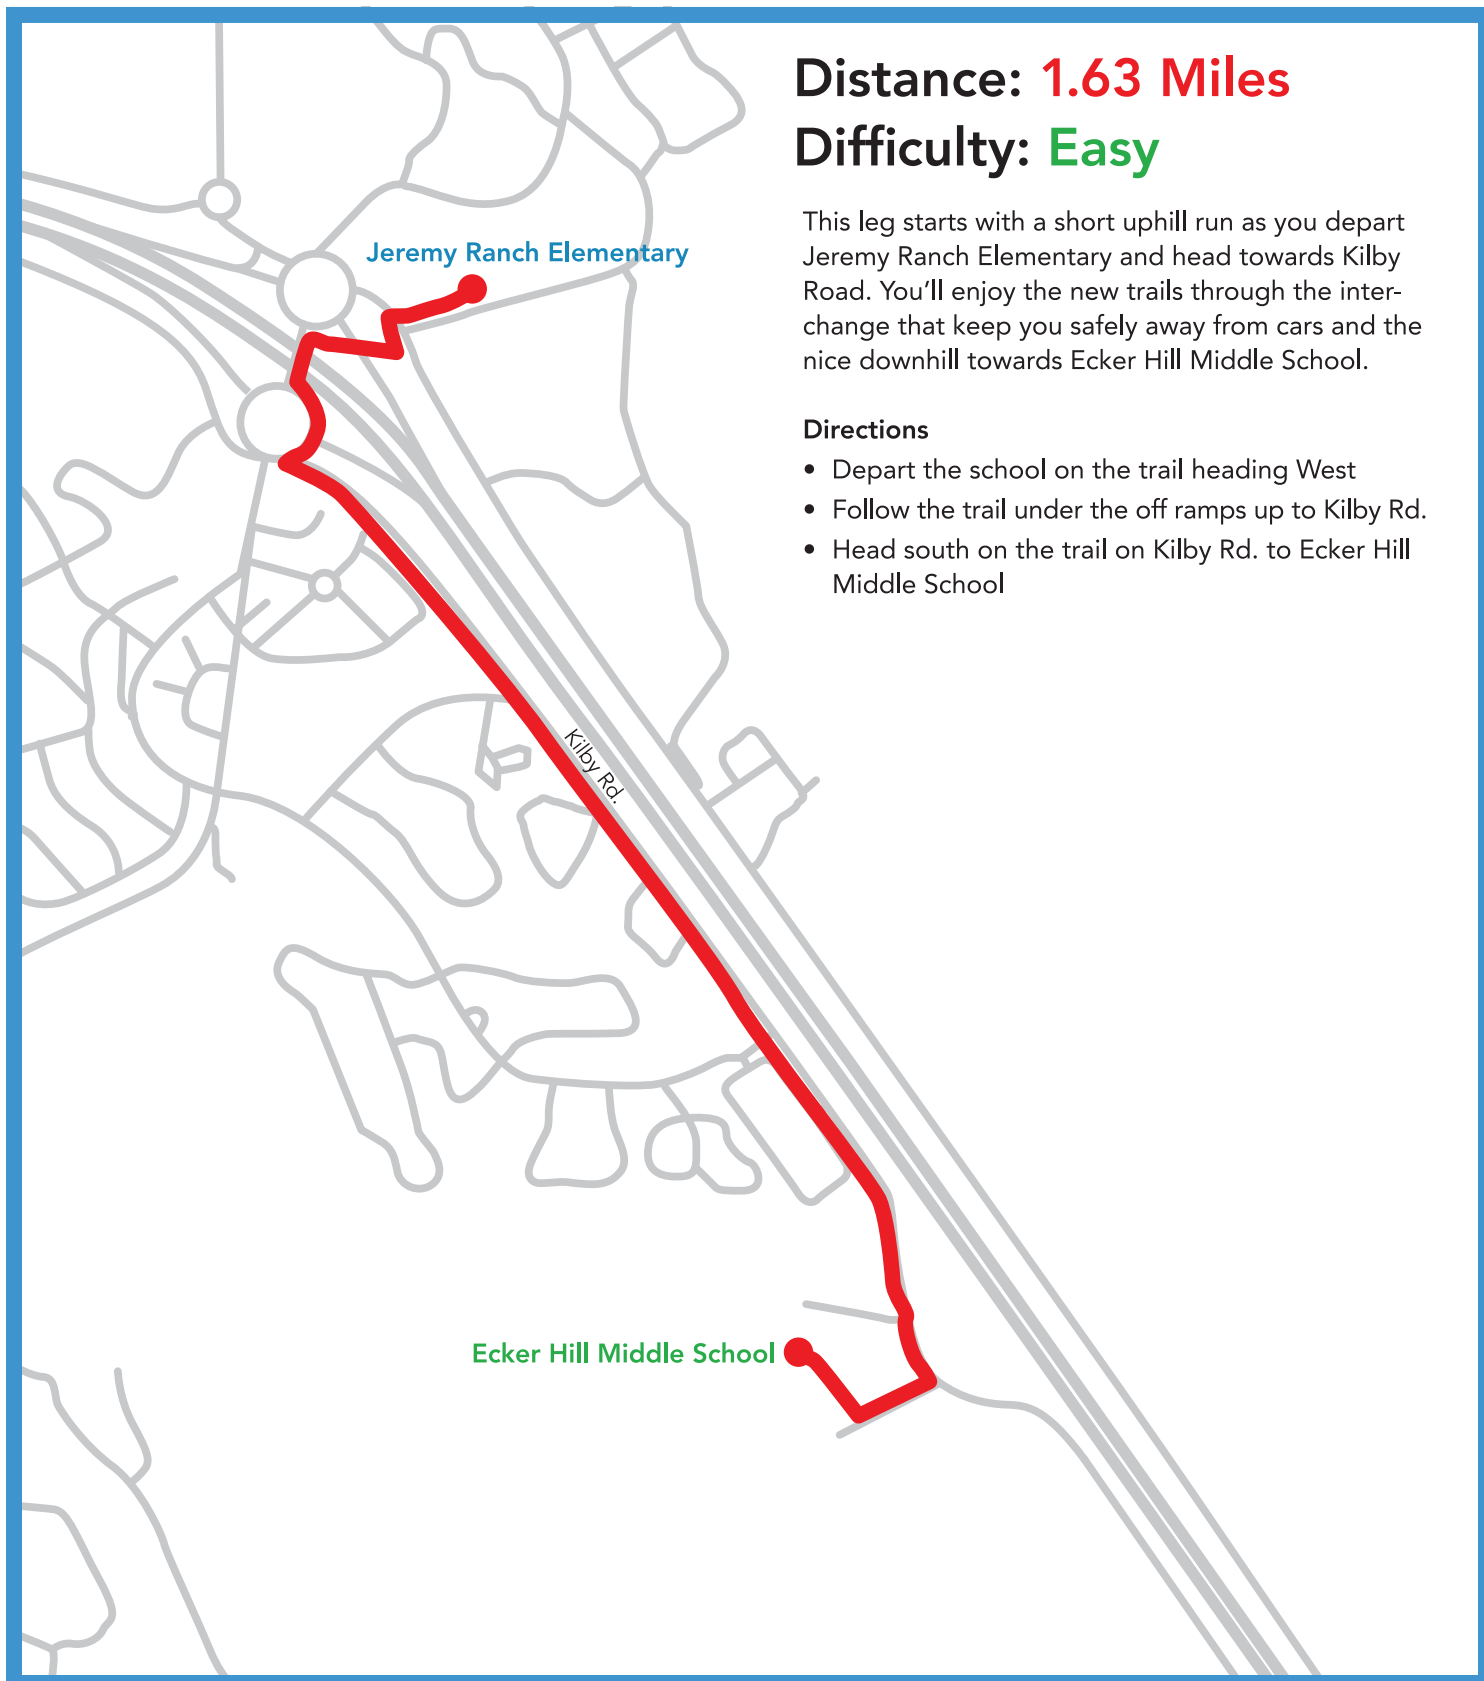 Distance: 1.63 Miles
Difficulty: Easy
This leg starts with a short uphill run as you depart
Jeremy Ranch Elementary and head towards Kilby
Road. You’ll enjoy the new trails through the inter-
change that keep you safely away from cars and the
nice downhill towards Ecker Hill Middle School.
Directions
• Depart the school on the trail heading West
• Follow the trail under the off ramps up to Kilby Rd.
• Head south on the trail on Kilby Rd. to Ecker Hill
Middle School
Jeremy Ranch Elementary
Kilby Rd.
Ecker Hill Middle School